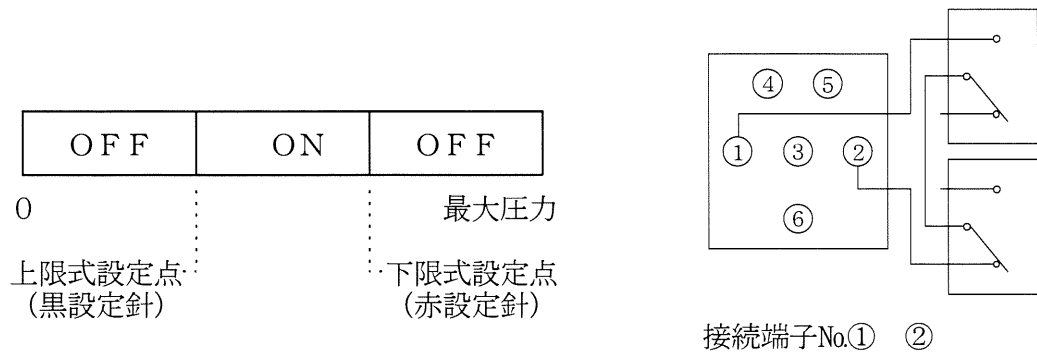 OFF ON OFF
0 最大圧力
上限式設定点 下限式設定点
(黒設定針) (赤設定針)
④ ⑤
① ③ ②
⑥
接続端子No.① ②